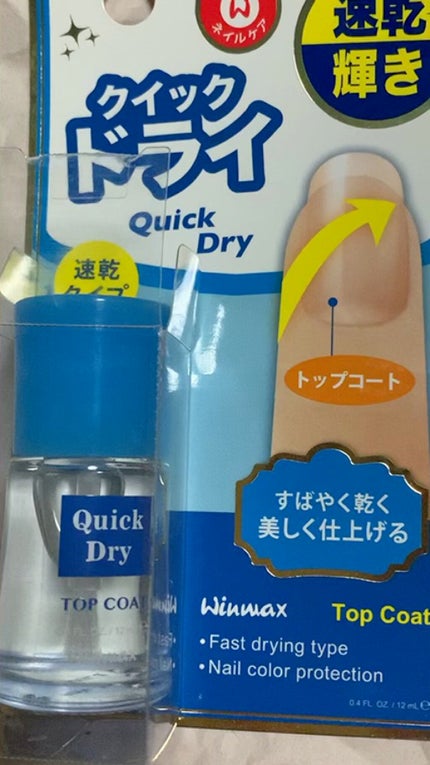 ネイルケア
速乾
輝き
クイック
ドライ
Quick
Dry
速乾
タイプ
トップコート
すばやく乾く
美しく仕上げる
Quick
Dry
TOP COAT
Winmax
Top Coat
•Fast drying type
•Nail color protection
0.4 FL OZ / 12 mL